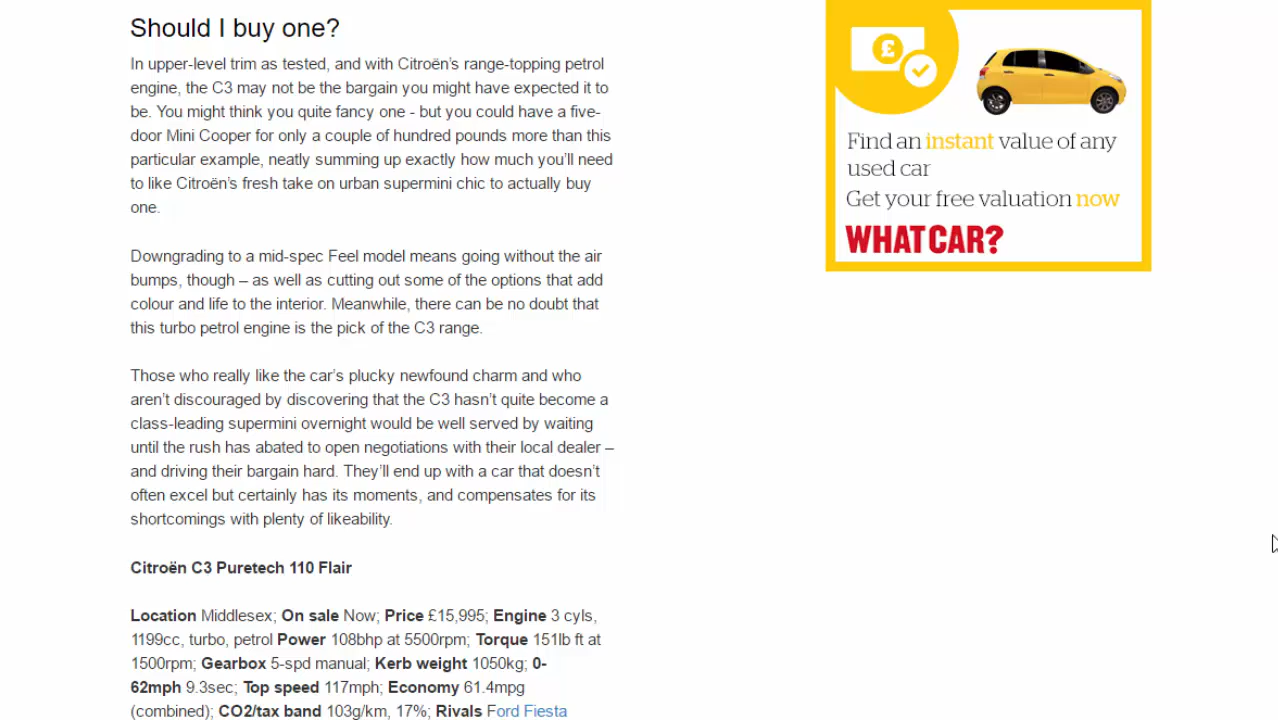 Should I buy one?
In upper-level trim as tested, and with Citroën's range-topping petrol
engine, the C3 may not be the bargain you might have expected it to
be. You might think you quite fancy one - but you could have a five-
door Mini Cooper for only a couple of hundred pounds more than this
particular example, neatly summing up exactly how much you'll need
to like Citroën's fresh take on urban supermini chic to actually buy
one.
Downgrading to a mid-spec Feel model means going without the air
bumps, though – as well as cutting out some of the options that add
colour and life to the interior. Meanwhile, there can be no doubt that
this turbo petrol engine is the pick of the C3 range.
Those who really like the car's plucky newfound charm and who
aren't discouraged by discovering that the C3 hasn't quite become a
class-leading supermini overnight would be well served by waiting
until the rush has abated to open negotiations with their local dealer –
and driving their bargain hard. They'll end up with a car that doesn't
often excel but certainly has its moments, and compensates for its
shortcomings with plenty of likeability.
Citroën C3 Puretech 110 Flair
Location Middlesex; On sale Now; Price £15,995; Engine 3 cyls,
1199cc, turbo, petrol Power 108bhp at 5500rpm; Torque 151lb ft at
1500rpm; Gearbox 5-spd manual; Kerb weight 1050kg; 0-
62mph 9.3sec; Top speed 117mph; Economy 61.4mpg
(combined); CO2/tax band 103g/km, 17%; Rivals Ford Fiesta
£
Find an instant value of any
used car
Get your free valuation now
WHAT CAR?